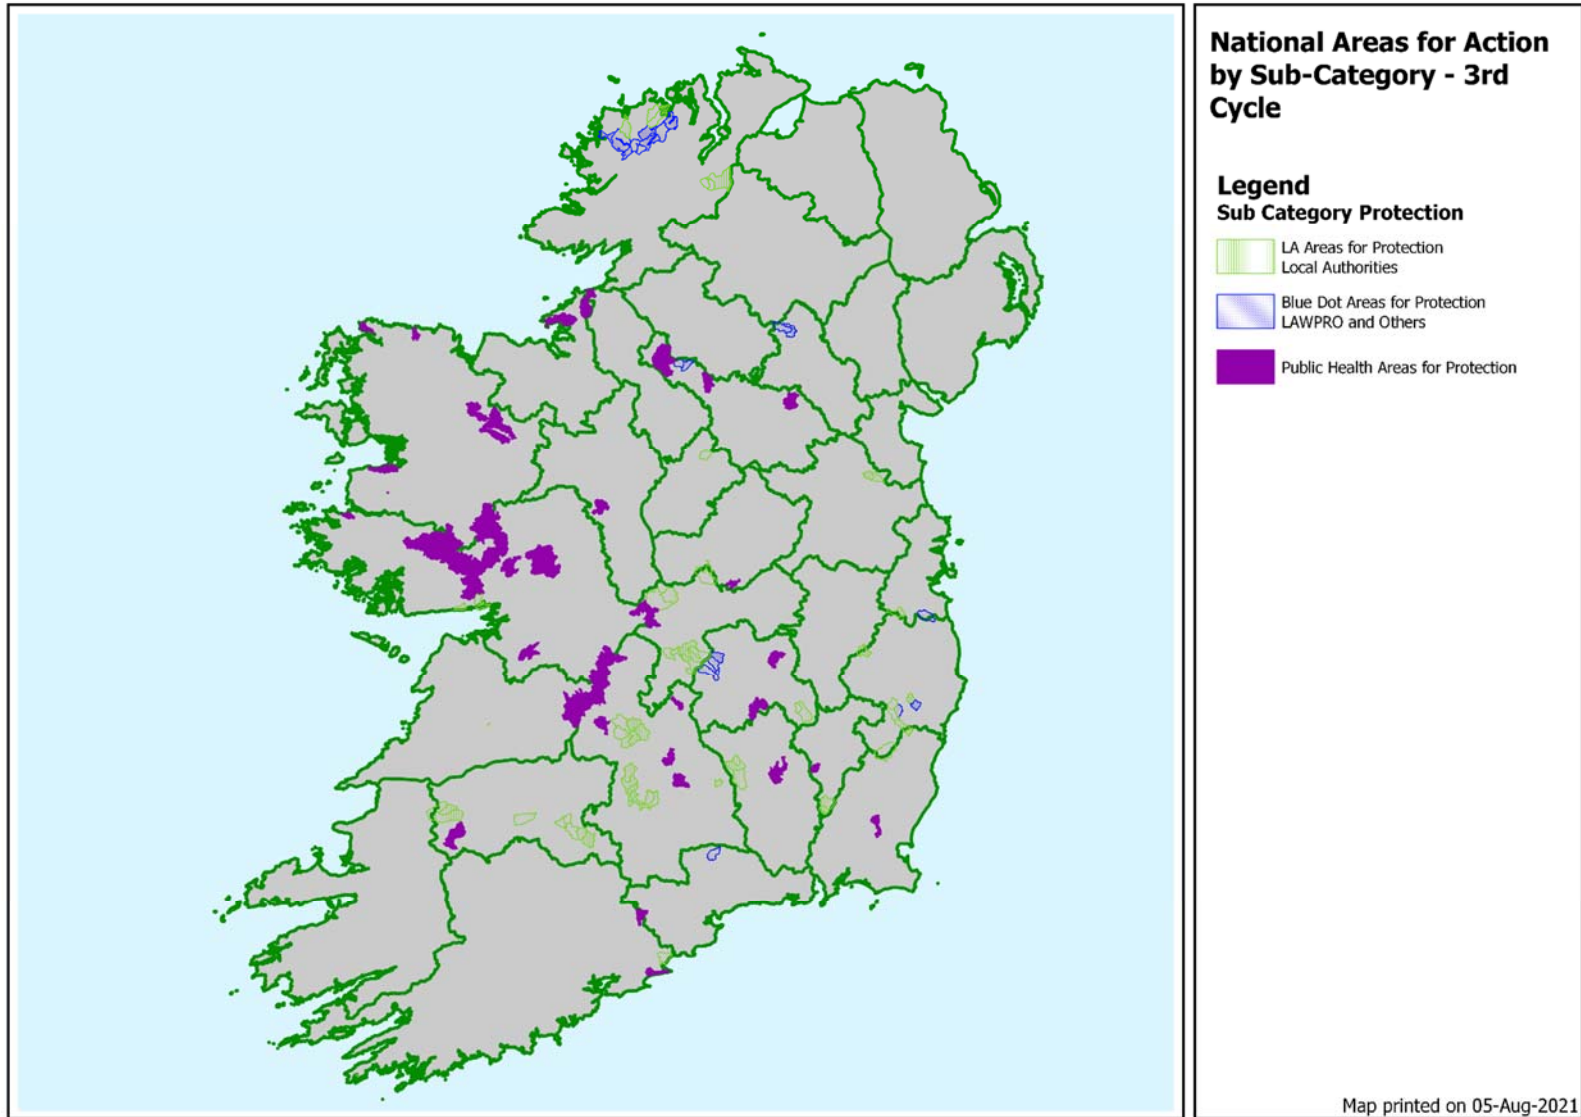 National Areas for Action
by Sub-Category - 3rd
Cycle
Legend
Sub Category Protection
LA Areas for Protection
Local Authorities
Blue Dot Areas for Protection
LAWPRO and Others
Public Health Areas for Protection
Map printed on 05-Aug-2021